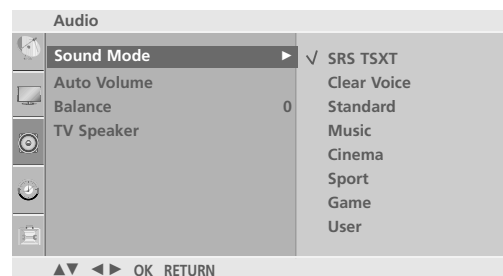 Audio
Sound Mode ► √ SRS TSXT
Auto Volume Clear Voice
Balance 0 Standard
TV Speaker Music
Cinema
Sport
Game
User
▲▼ ◄► OK RETURN